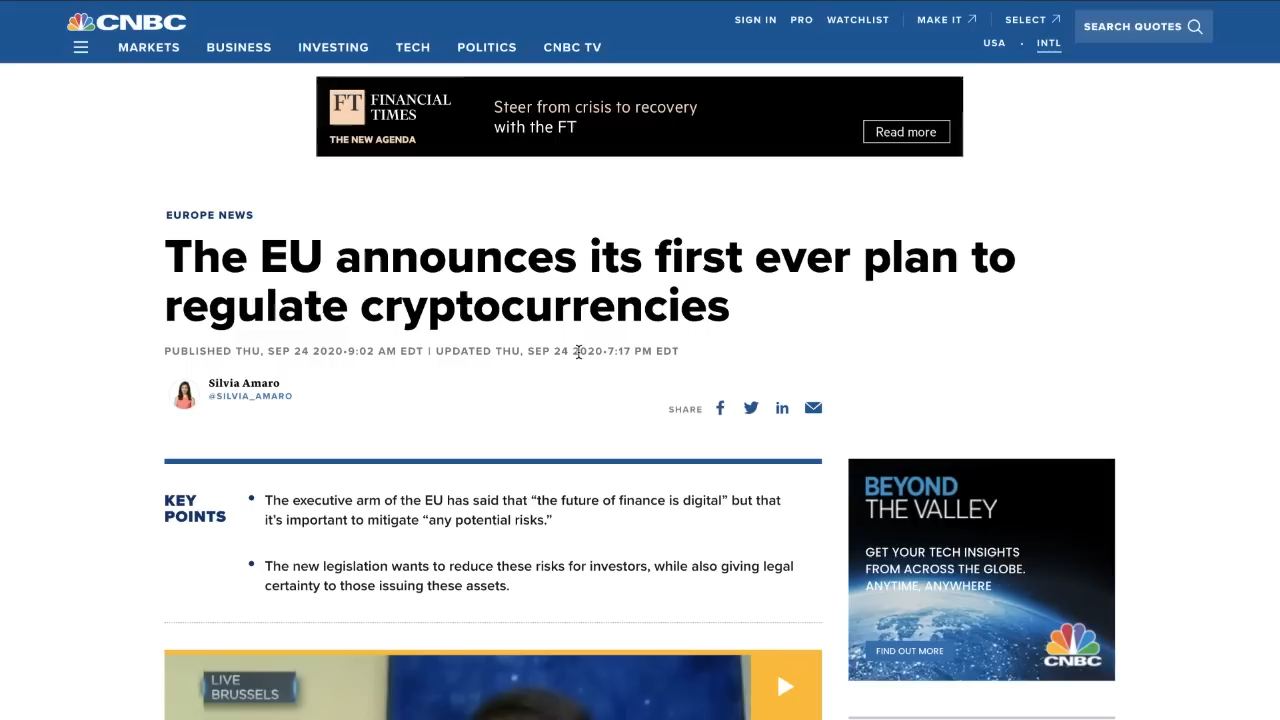 CNBC
SIGN IN PRO WATCHLIST MAKE IT SELECT
SEARCH QUOTES
USA · INTL
MARKETS BUSINESS INVESTING TECH POLITICS CNBC TV
FT FINANCIAL
TIMES
THE NEW AGENDA
Steer from crisis to recovery
with the FT
Read more
EUROPE NEWS
The EU announces its first ever plan to
regulate cryptocurrencies
PUBLISHED THU, SEP 24 2020•9:02 AM EDT | UPDATED THU, SEP 24 2020•7:17 PM EDT
Silvia Amaro
@SILVIA_AMARO
SHARE
KEY
POINTS
• The executive arm of the EU has said that “the future of finance is digital” but that
it’s important to mitigate “any potential risks.”
• The new legislation wants to reduce these risks for investors, while also giving legal
certainty to those issuing these assets.
LIVE
BRUSSELS
BEYOND
THE VALLEY
GET YOUR TECH INSIGHTS
FROM ACROSS THE GLOBE.
ANYTIME, ANYWHERE
FIND OUT MORE
CNBC